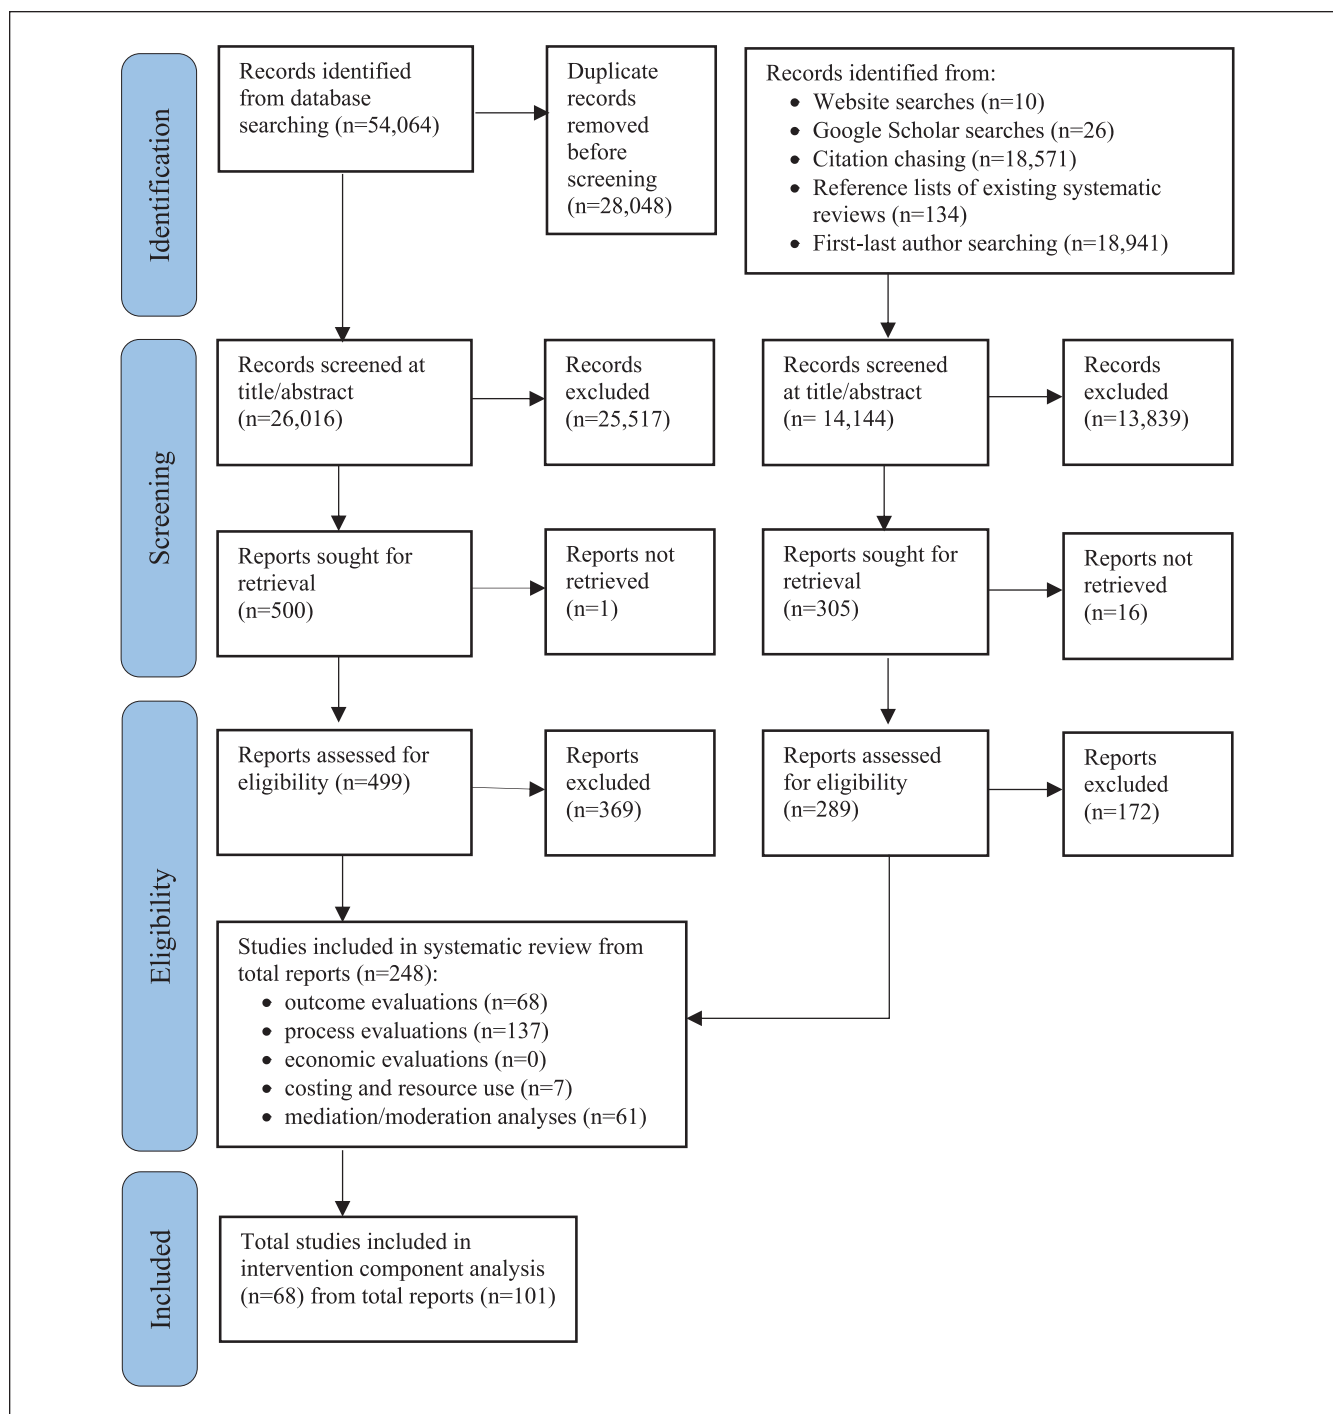 Identification
Records identified
from database
searching (n=54,064)
Duplicate
records
removed
before
screening
(n=28,048)
Records identified from:
• Website searches (n=10)
• Google Scholar searches (n=26)
• Citation chasing (n=18,571)
• Reference lists of existing systematic
reviews (n=134)
• First-last author searching (n=18,941)
Screening
Records screened at
title/abstract
(n=26,016)
Records
excluded
(n=25,517)
Records screened
at title/abstract
(n= 14,144)
Records
excluded
(n=13,839)
Reports sought for
retrieval
(n=500)
Reports not
retrieved
(n=1)
Reports sought for
retrieval
(n=305)
Reports not
retrieved
(n=16)
Eligibility
Reports assessed for
eligibility (n=499)
Reports
excluded
(n=369)
Reports assessed
for eligibility
(n=289)
Reports
excluded
(n=172)
Studies included in systematic review from
total reports (n=248):
• outcome evaluations (n=68)
• process evaluations (n=137)
• economic evaluations (n=0)
• costing and resource use (n=7)
• mediation/moderation analyses (n=61)
Included
Total studies included in
intervention component analysis
(n=68) from total reports (n=101)